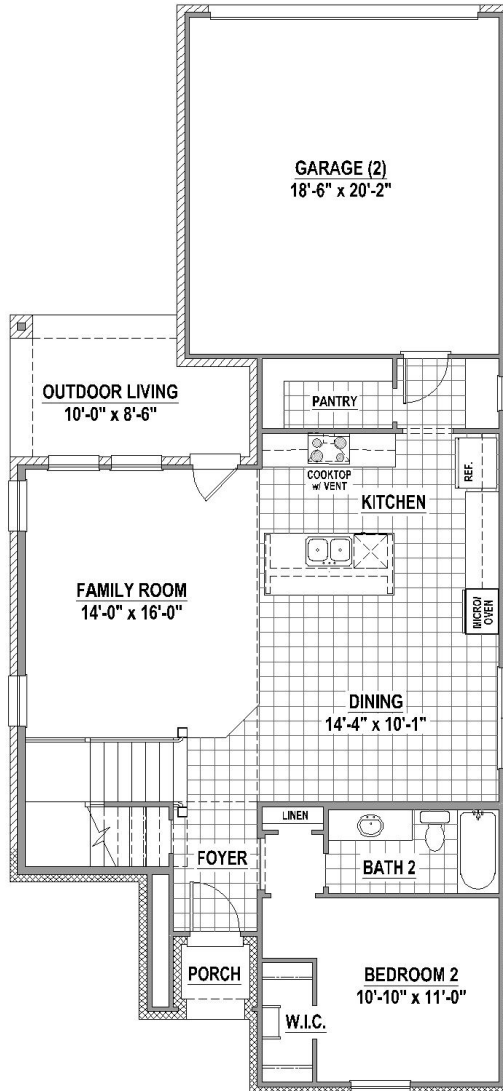 GARAGE (2)
18'-6" x 20'-2"
OUTDOOR LIVING
10'-0" x 8'-6"
PANTRY
COOKTOP
w/ VENT
REF.
KITCHEN
MICRO/
OVEN
FAMILY ROOM
14'-0" x 16'-0"
DINING
14'-4" x 10'-1"
LINEN
FOYER
BATH 2
PORCH
BEDROOM 2
10'-10" x 11'-0"
W.I.C.